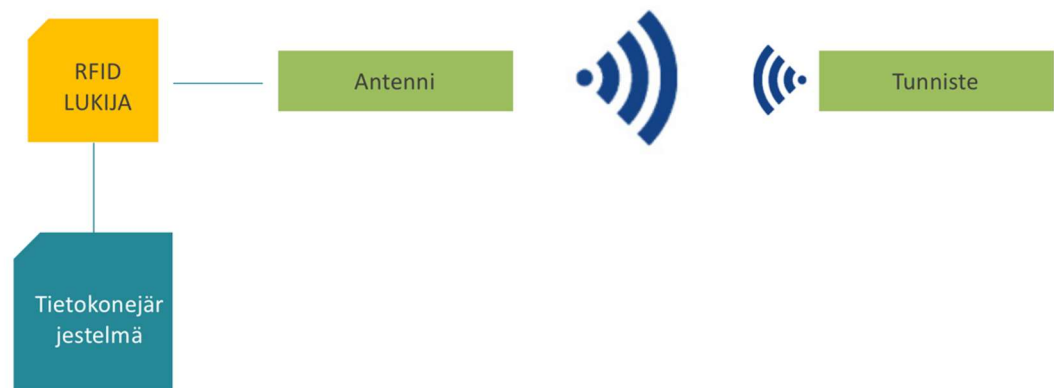 RFID
LUKIJA
Antenni
Tunniste
Tietokonejär
jestelmä